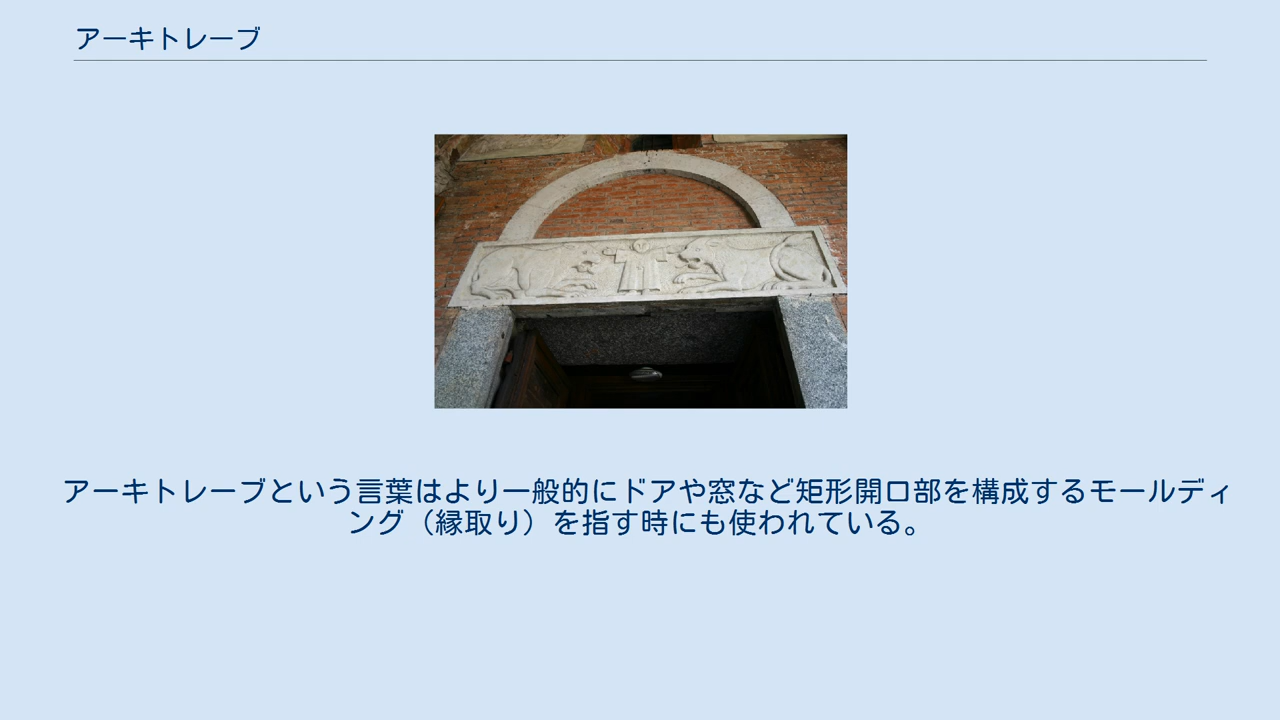 アーキトレーブ
アーキトレーブという言葉はより一般的にドアや窓など矩形開口部を構成するモールディ
ング（縁取り）を指す時にも使われている。